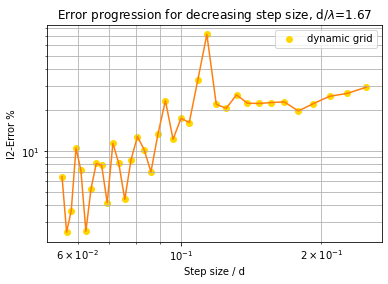 Error progression for decreasing step size, d/λ=1.67
dynamic grid
l2-Error %
10¹
6 × 10⁻² 10⁻¹ 2 × 10⁻¹
Step size / d